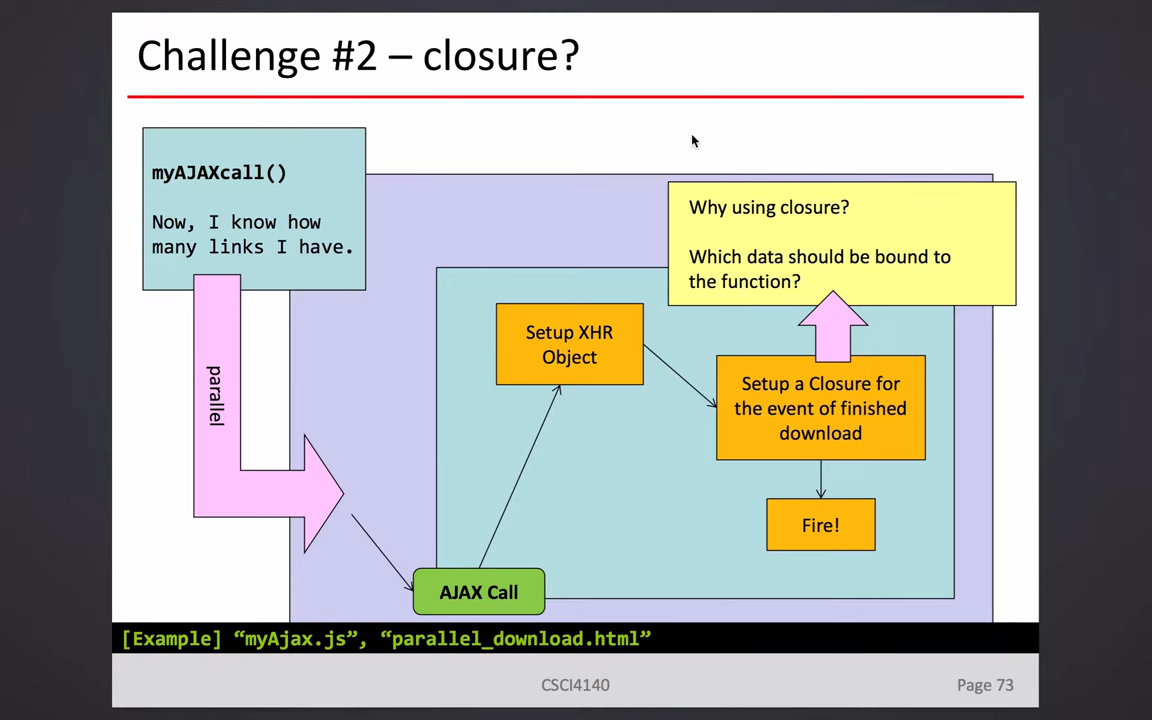 Challenge #2 – closure?
myAJAXcall()
Now, I know how
many links I have.
Why using closure?
Which data should be bound to
the function?
parallel
Setup XHR
Object
Setup a Closure for
the event of finished
download
Fire!
AJAX Call
[Example] “myAjax.js”, “parallel_download.html”
CSCI4140
Page 73